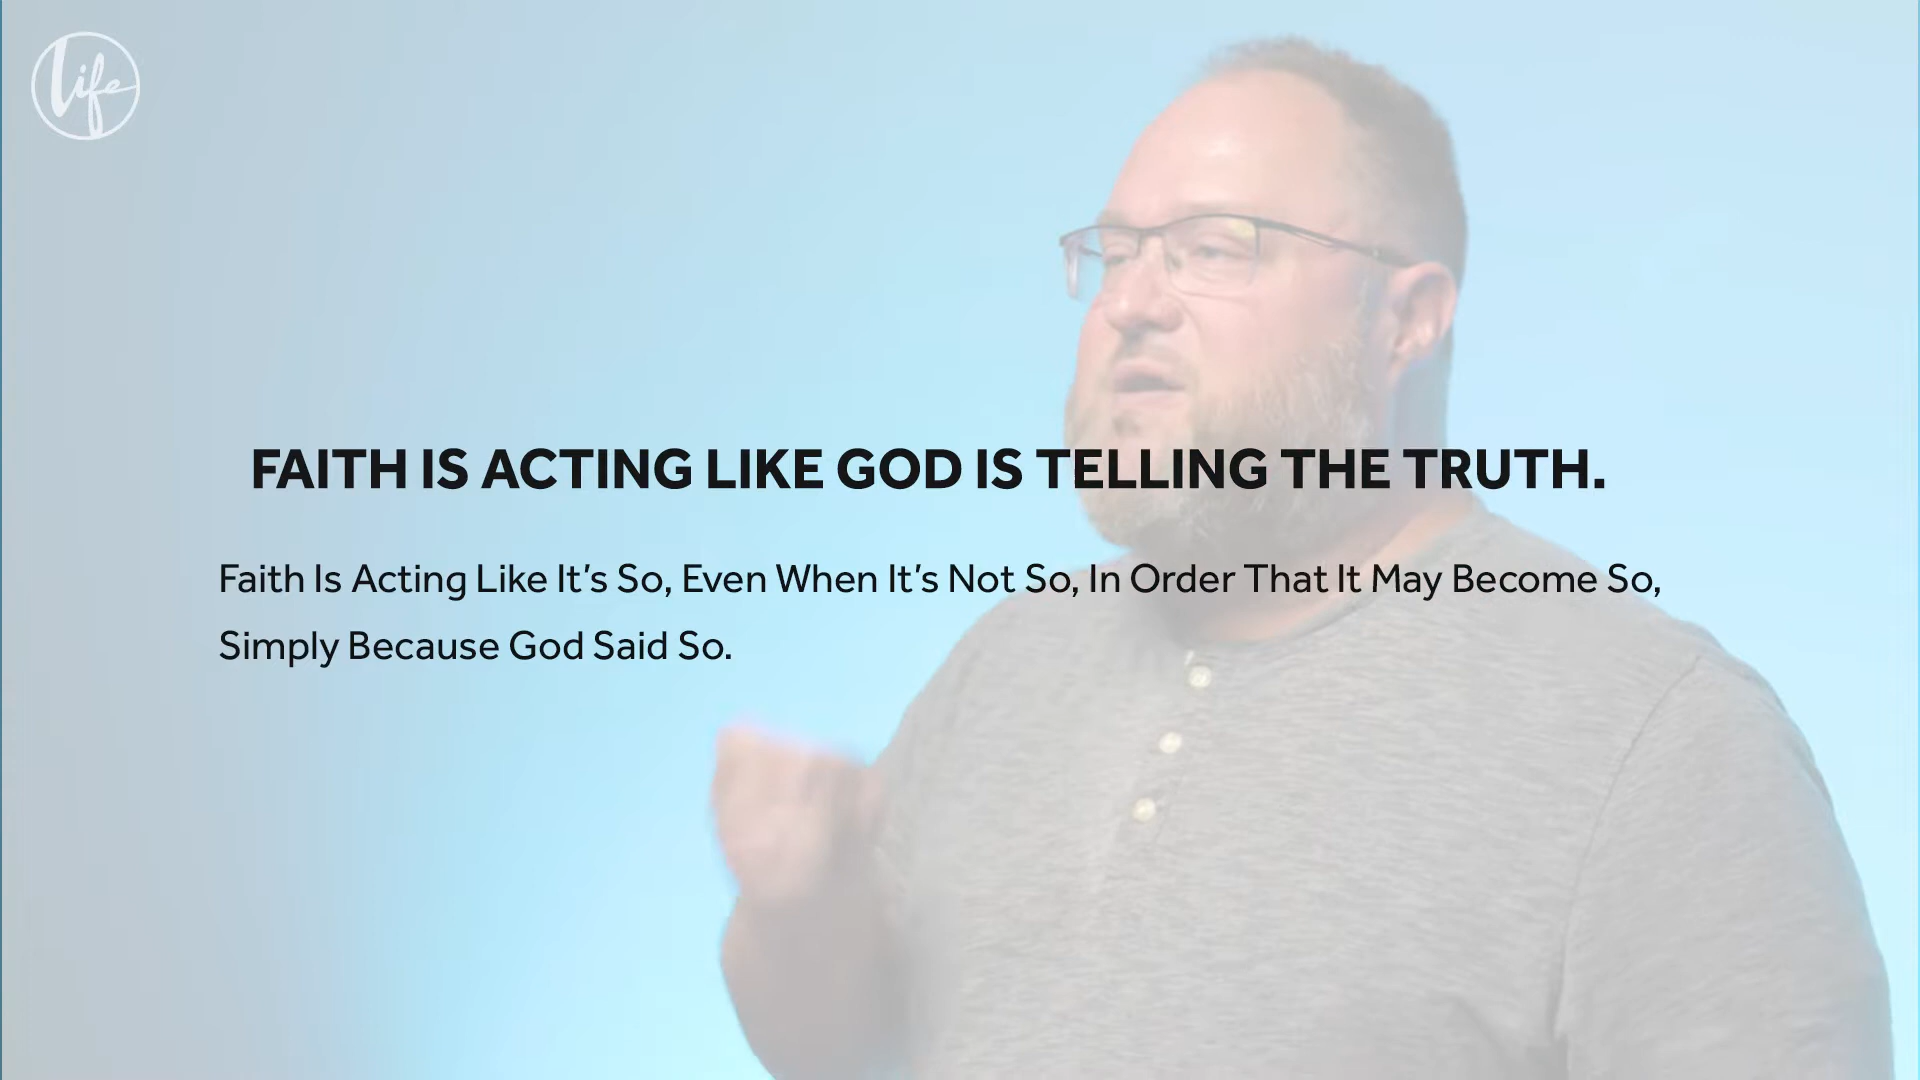 Life
FAITH IS ACTING LIKE GOD IS TELLING THE TRUTH.
Faith Is Acting Like It’s So, Even When It’s Not So, In Order That It May Become So,
Simply Because God Said So.